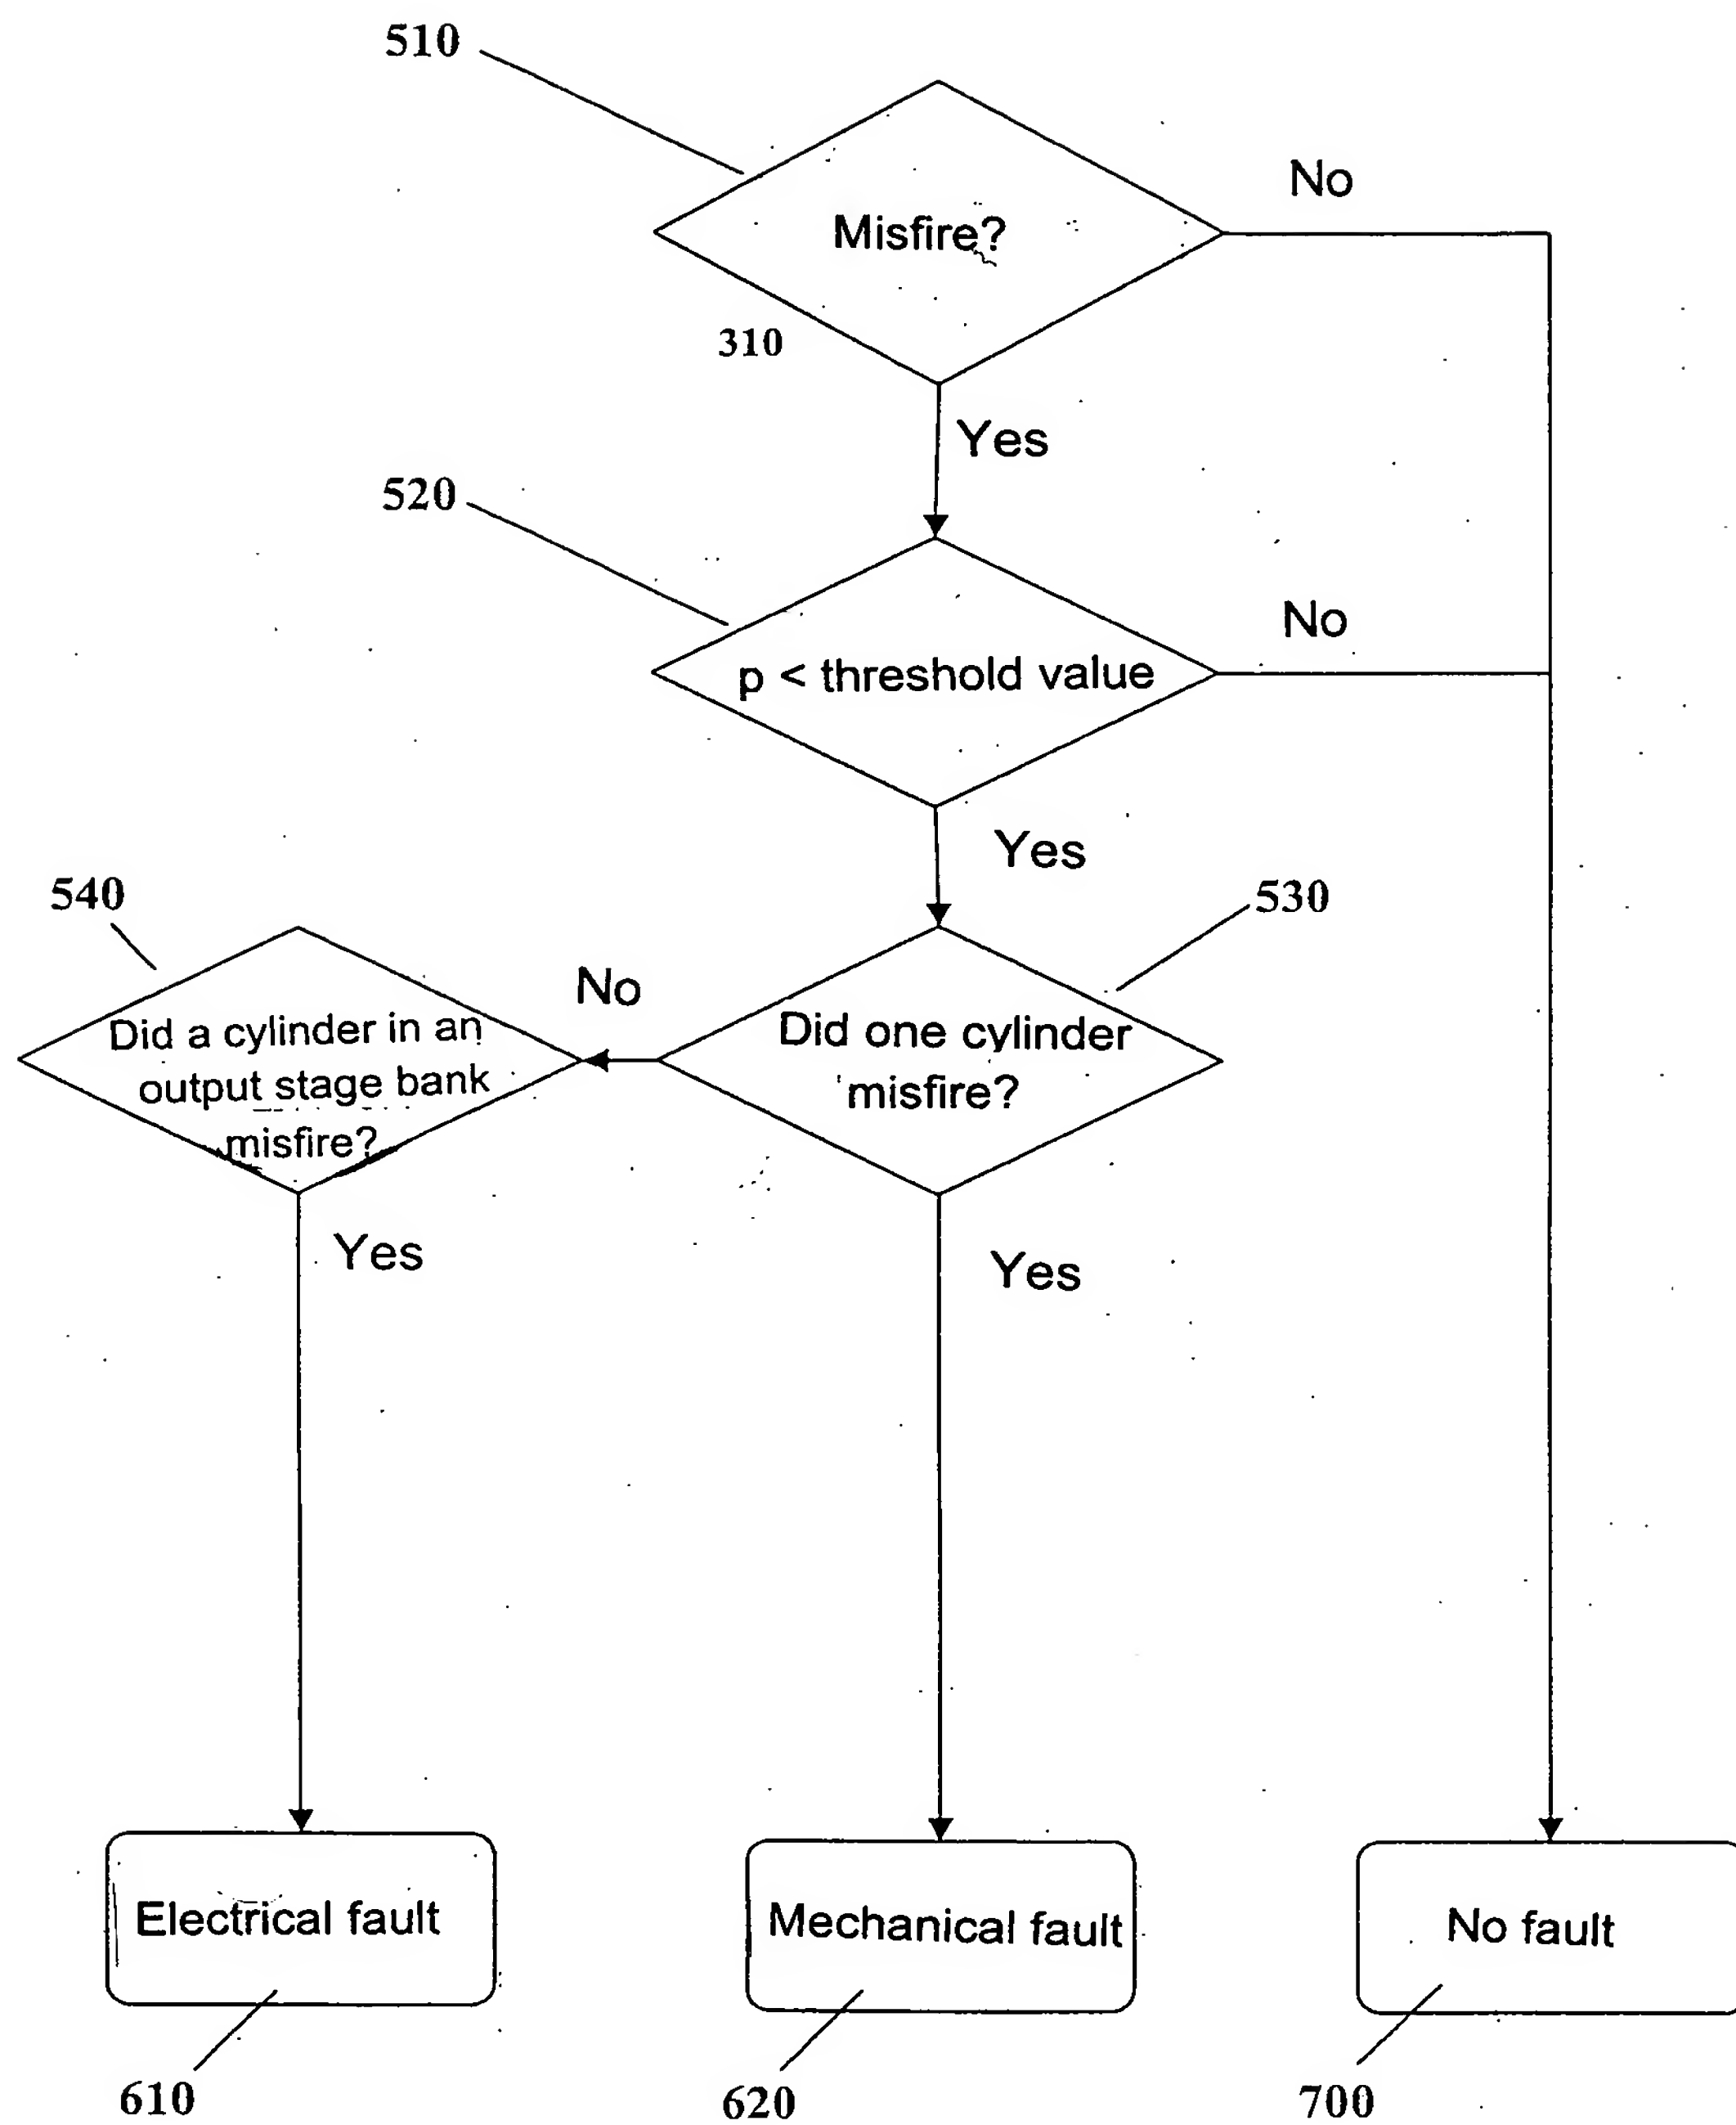 510
No
Misfire?
310
Yes
520
No
p < threshold value
Yes
540
530
No
Did a cylinder in an
output stage bank
misfire?
Did one cylinder
misfire?
Yes
Yes
Electrical fault
Mechanical fault
No fault
610
620
700